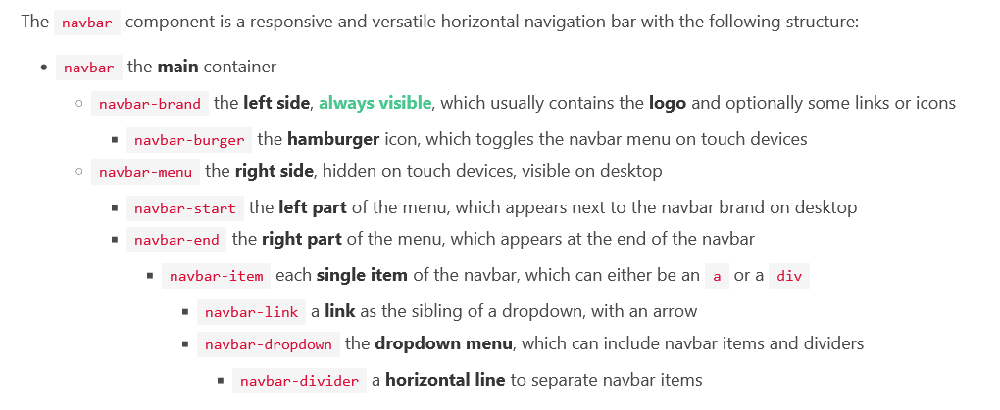 The navbar component is a responsive and versatile horizontal navigation bar with the following structure:
navbar the main container
navbar-brand the left side, always visible, which usually contains the logo and optionally some links or icons
navbar-burger the hamburger icon, which toggles the navbar menu on touch devices
navbar-menu the right side, hidden on touch devices, visible on desktop
navbar-start the left part of the menu, which appears next to the navbar brand on desktop
navbar-end the right part of the menu, which appears at the end of the navbar
navbar-item each single item of the navbar, which can either be an a or a div
navbar-link a link as the sibling of a dropdown, with an arrow
navbar-dropdown the dropdown menu, which can include navbar items and dividers
navbar-divider a horizontal line to separate navbar items